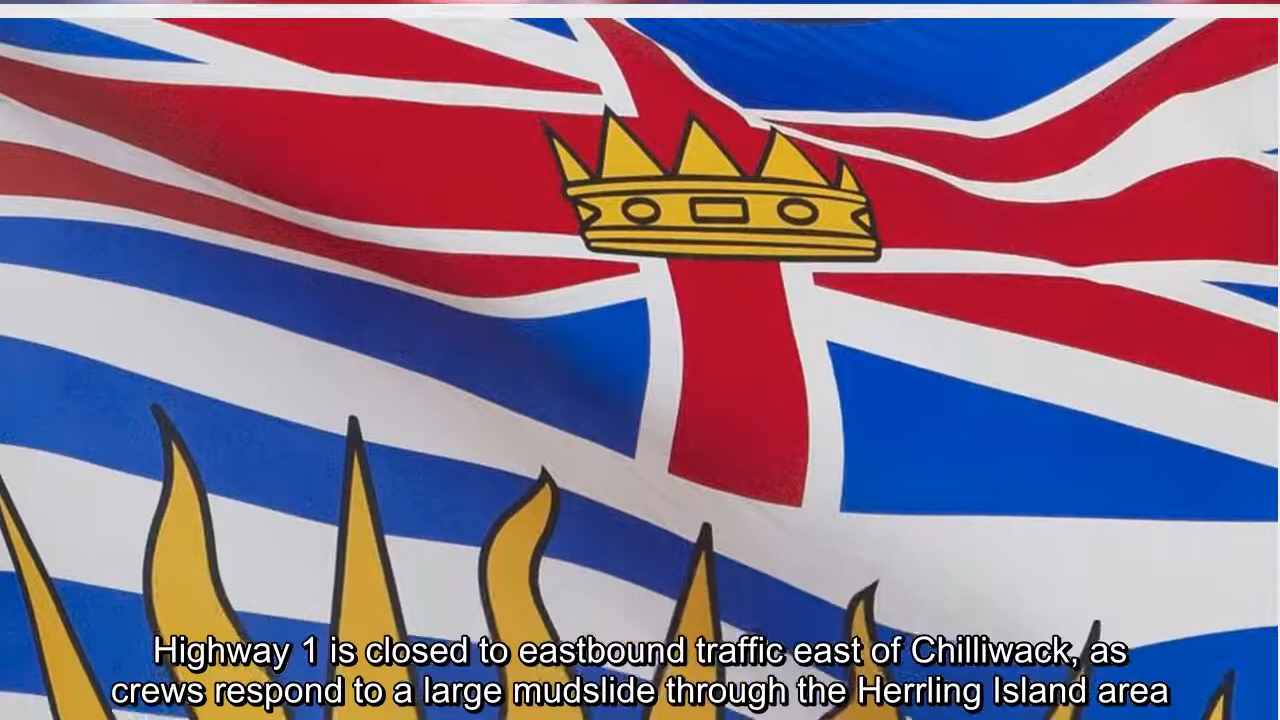 Highway 1 is closed to eastbound traffic east of Chilliwack, as
crews respond to a large mudslide through the Herrling Island area